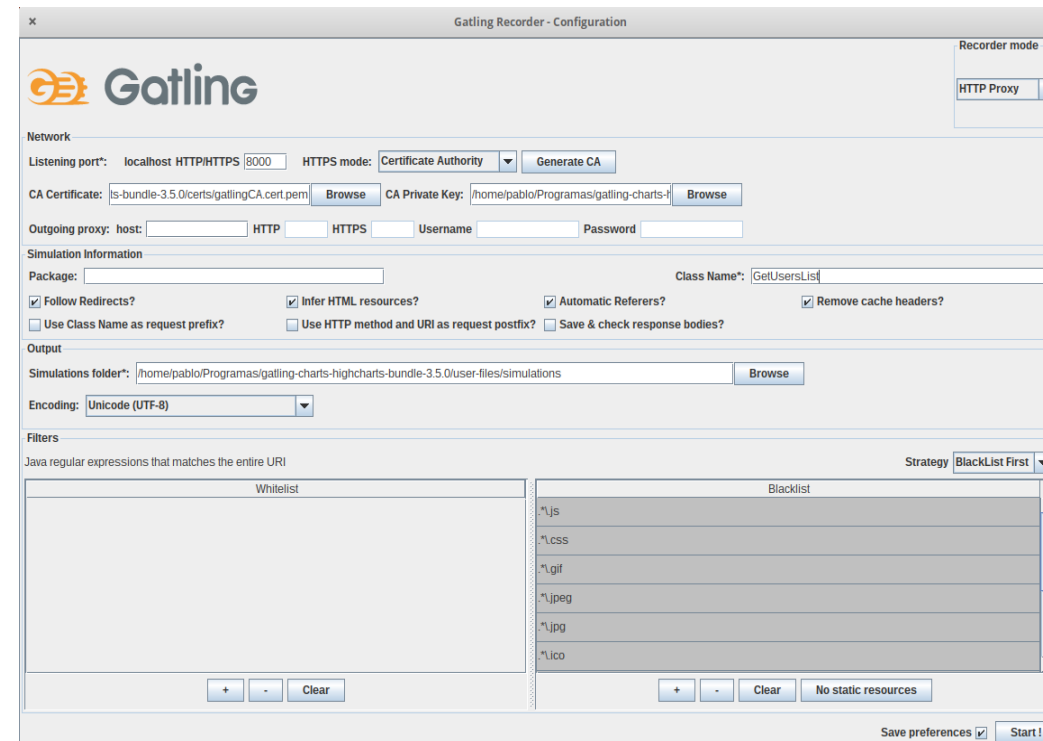 ×
Gatling Recorder - Configuration
Recorder mode
Gatling
HTTP Proxy
Network
Listening port*: localhost HTTP/HTTPS 8000 HTTPS mode: Certificate Authority Generate CA
CA Certificate: ts-bundle-3.5.0/certs/gatlingCA.cert.pem Browse CA Private Key: /home/pablo/Programas/gatling-charts-h Browse
Outgoing proxy: host: HTTP HTTPS Username Password
Simulation Information
Package: Class Name*: GetUsersList
Follow Redirects? Infer HTML resources? Automatic Referers? Remove cache headers?
Use Class Name as request prefix? Use HTTP method and URI as request postfix? Save & check response bodies?
Output
Simulations folder*: /home/pablo/Programas/gatling-charts-highcharts-bundle-3.5.0/user-files/simulations Browse
Encoding: Unicode (UTF-8)
Filters
Java regular expressions that matches the entire URI Strategy BlackList First
Whitelist Blacklist
.*\.js
.*\.css
.*\.gif
.*\.jpeg
.*\.jpg
.*\.ico
+ - Clear + - Clear No static resources
Save preferences Start !